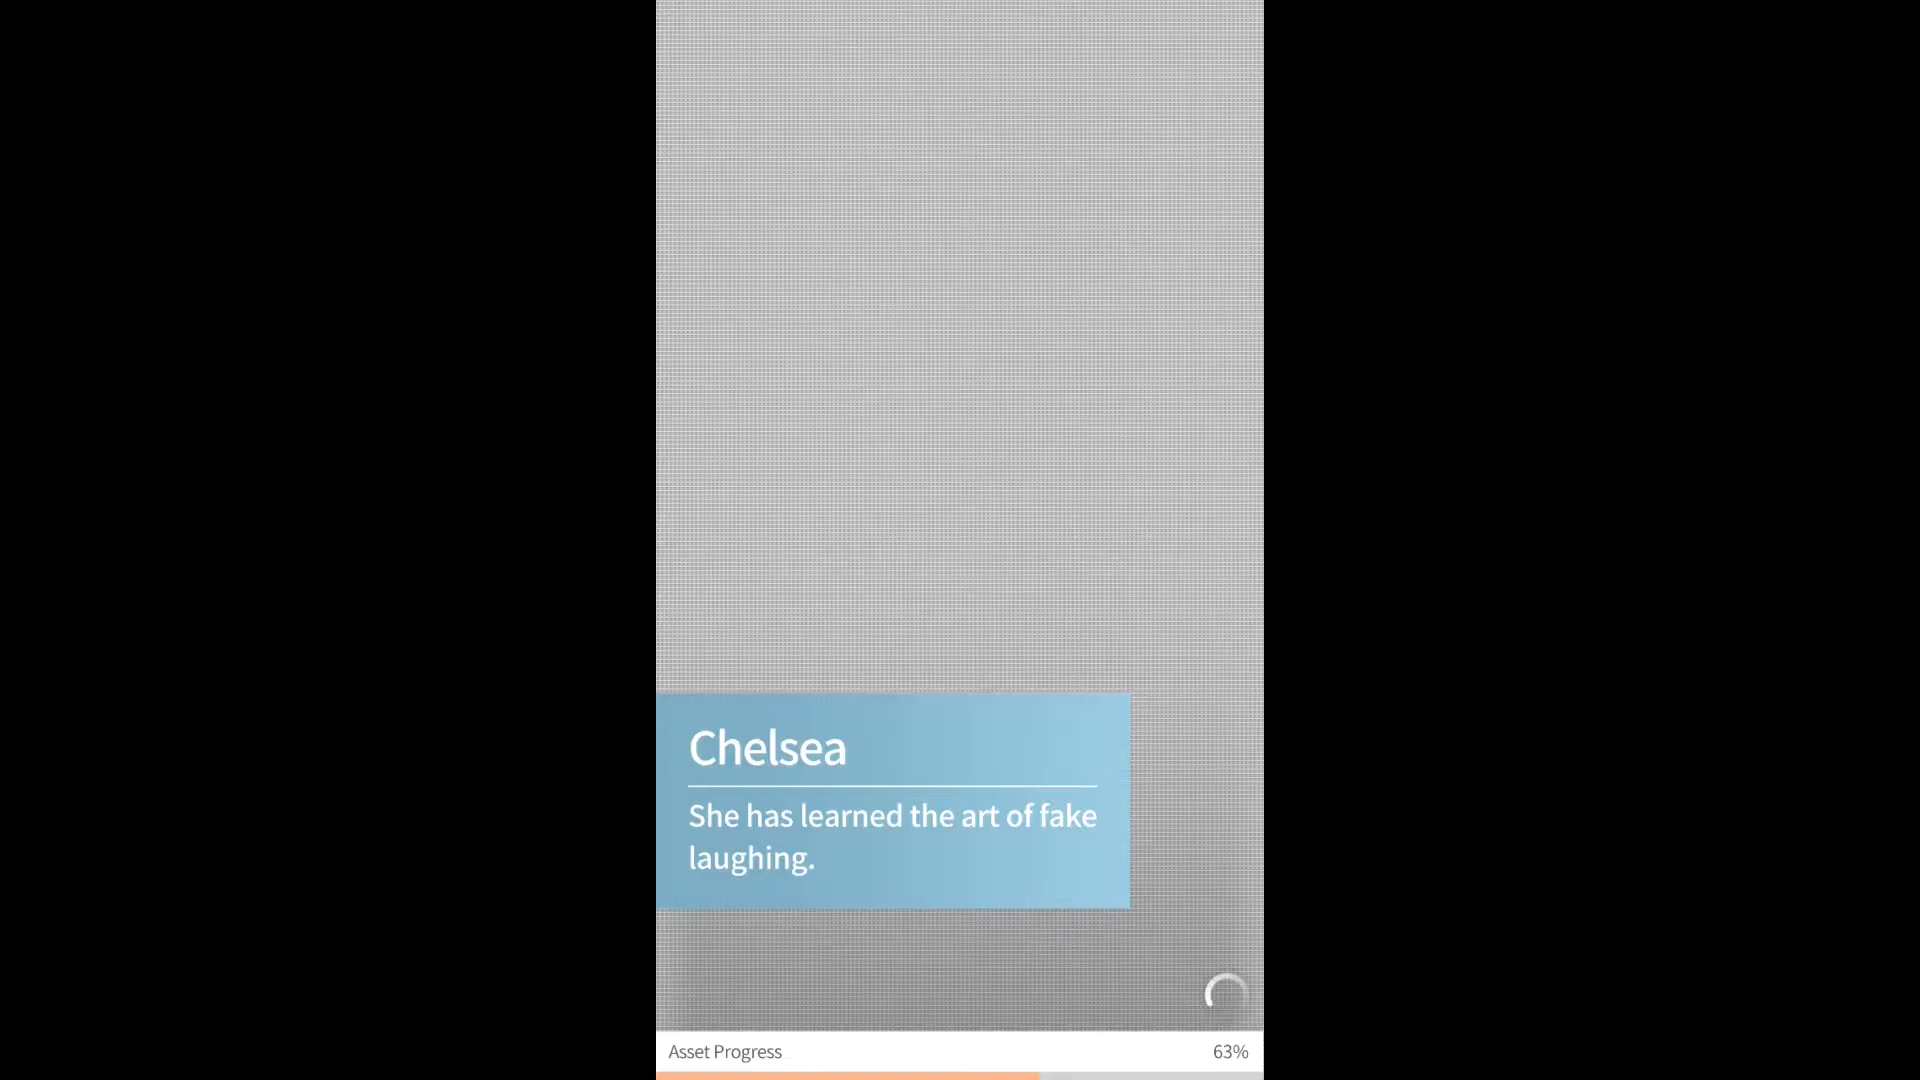 Chelsea
She has learned the art of fake
laughing.
Asset Progress
63%